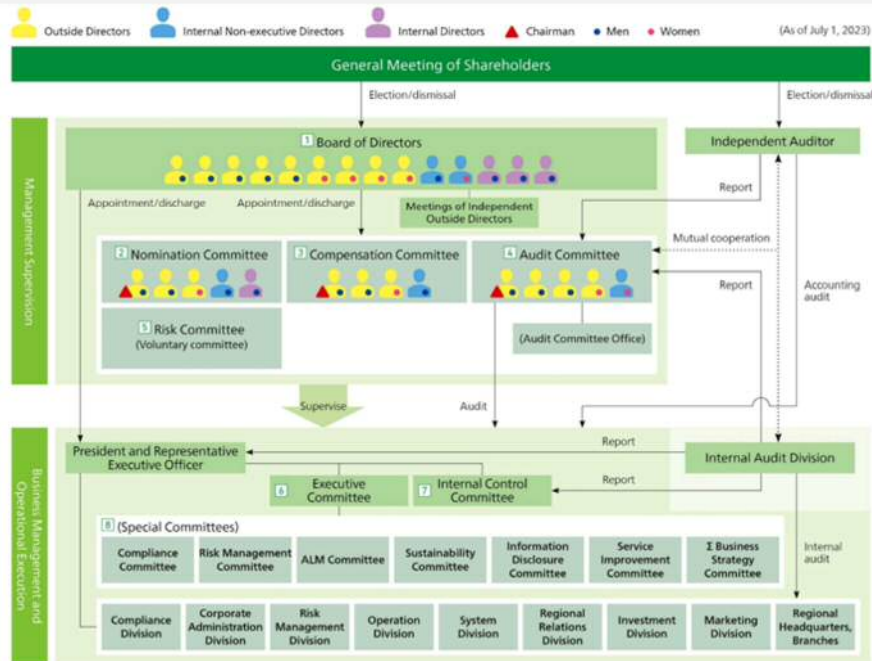 Outside Directors
Internal Non-executive Directors
Internal Directors
Chairman
Men
Women
(As of July 1, 2023)
General Meeting of Shareholders
Election/dismissal
Election/dismissal
Management Supervision
1 Board of Directors
Independent Auditor
Appointment/discharge
Appointment/discharge
Meetings of Independent
Outside Directors
Report
Mutual cooperation
2 Nomination Committee
3 Compensation Committee
4 Audit Committee
Report
Accounting
audit
5 Risk Committee
(Voluntary committee)
(Audit Committee Office)
Supervise
Audit
Business Management and
Operational Execution
President and Representative
Executive Officer
Report
Internal Audit Division
6 Executive
Committee
7 Internal Control
Committee
Report
8 (Special Committees)
Compliance
Committee
Risk Management
Committee
ALM Committee
Sustainability
Committee
Information
Disclosure
Committee
Service
Improvement
Committee
Σ Business
Strategy
Committee
Internal
audit
Compliance
Division
Corporate
Administration
Division
Risk
Management
Division
Operation
Division
System
Division
Regional
Relations
Division
Investment
Division
Marketing
Division
Regional
Headquarters,
Branches